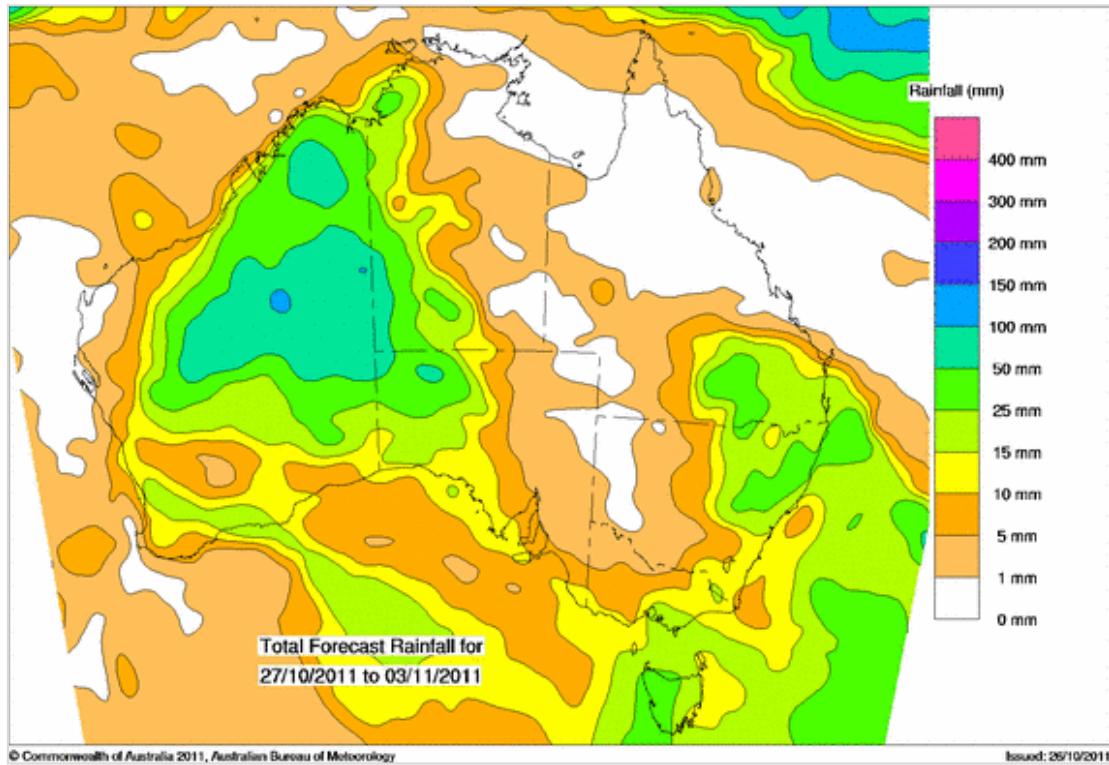 Rainfall (mm)
400 mm
300 mm
200 mm
150 mm
100 mm
50 mm
25 mm
15 mm
10 mm
5 mm
1 mm
0 mm
Total Forecast Rainfall for
27/10/2011 to 03/11/2011
© Commonwealth of Australia 2011, Australian Bureau of Meteorology
Issued: 26/10/2011